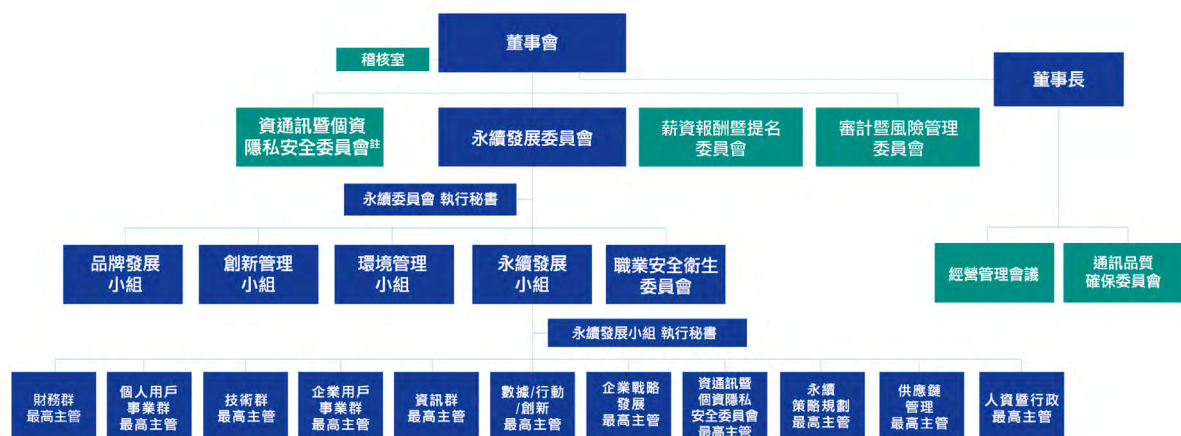 董事會
稽核室
董事長
資通訊暨個資
隱私安全委員會註
永續發展委員會
薪資報酬暨提名
委員會
審計暨風險管理
委員會
永續委員會 執行秘書
品牌發展
小組
創新管理
小組
環境管理
小組
永續發展
小組
職業安全衛生
委員會
經營管理會議
通訊品質
確保委員會
永續發展小組 執行秘書
財務群
最高主管
個人用戶
事業群
最高主管
技術群
最高主管
企業用戶
事業群
最高主管
資訊群
最高主管
數據/行動
/創新
最高主管
企業戰略
發展
最高主管
資通訊暨
個資隱私
安全委員會
最高主管
永續
策略規劃
最高主管
供應鏈
管理
最高主管
人資暨行政
最高主管